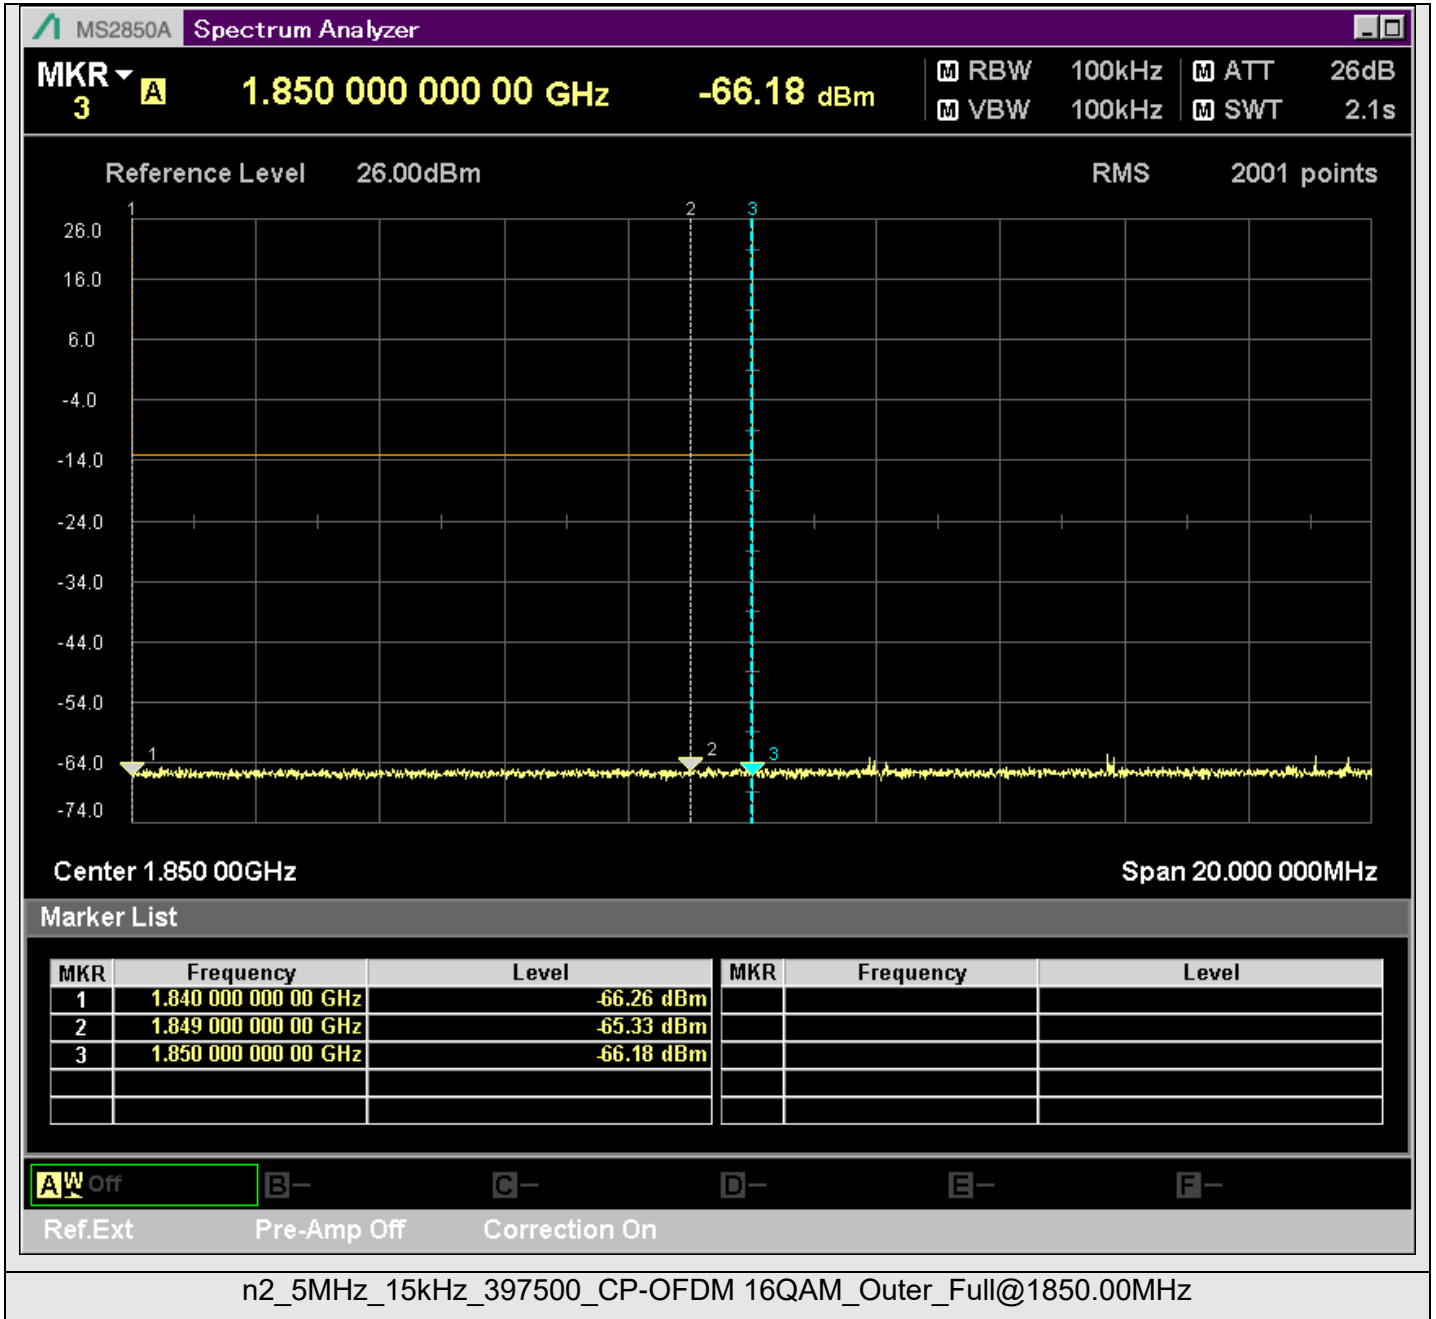 MS2850A Spectrum Analyzer
MKR 3 A 1.850 000 000 00 GHz -66.18 dBm
M RBW 100kHz M ATT 26dB
M VBW 100kHz M SWT 2.1s
Reference Level 26.00dBm RMS 2001 points
1 2 3
26.0
16.0
6.0
-4.0
-14.0
-24.0
-34.0
-44.0
-54.0
1 2 3
-64.0
-74.0
Center 1.850 00GHz Span 20.000 000MHz
Marker List
MKR Frequency Level MKR Frequency Level
1 1.840 000 000 00 GHz -66.26 dBm
2 1.849 000 000 00 GHz -65.33 dBm
3 1.850 000 000 00 GHz -66.18 dBm
A W Off B – C – D – E – F –
Ref.Ext Pre-Amp Off Correction On
n2_5MHz_15kHz_397500_CP-OFDM 16QAM_Outer_Full@1850.00MHz